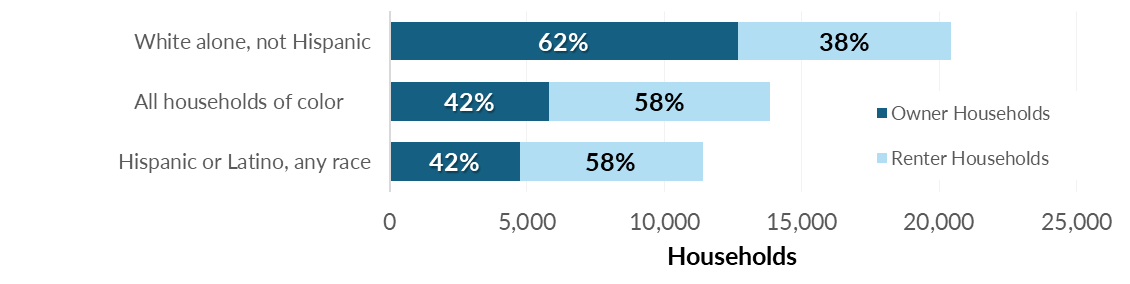 White alone, not Hispanic
62%
38%
All households of color
42%
58%
Owner Households
Hispanic or Latino, any race
42%
58%
Renter Households
0
5,000
10,000
15,000
20,000
25,000
Households